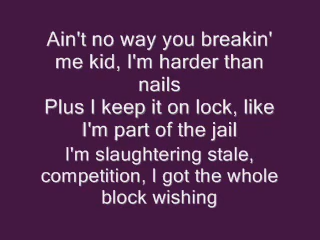 Ain't no way you breakin'
me kid, I'm harder than
nails
Plus I keep it on lock, like
I'm part of the jail
I'm slaughtering stale,
competition, I got the whole
block wishing